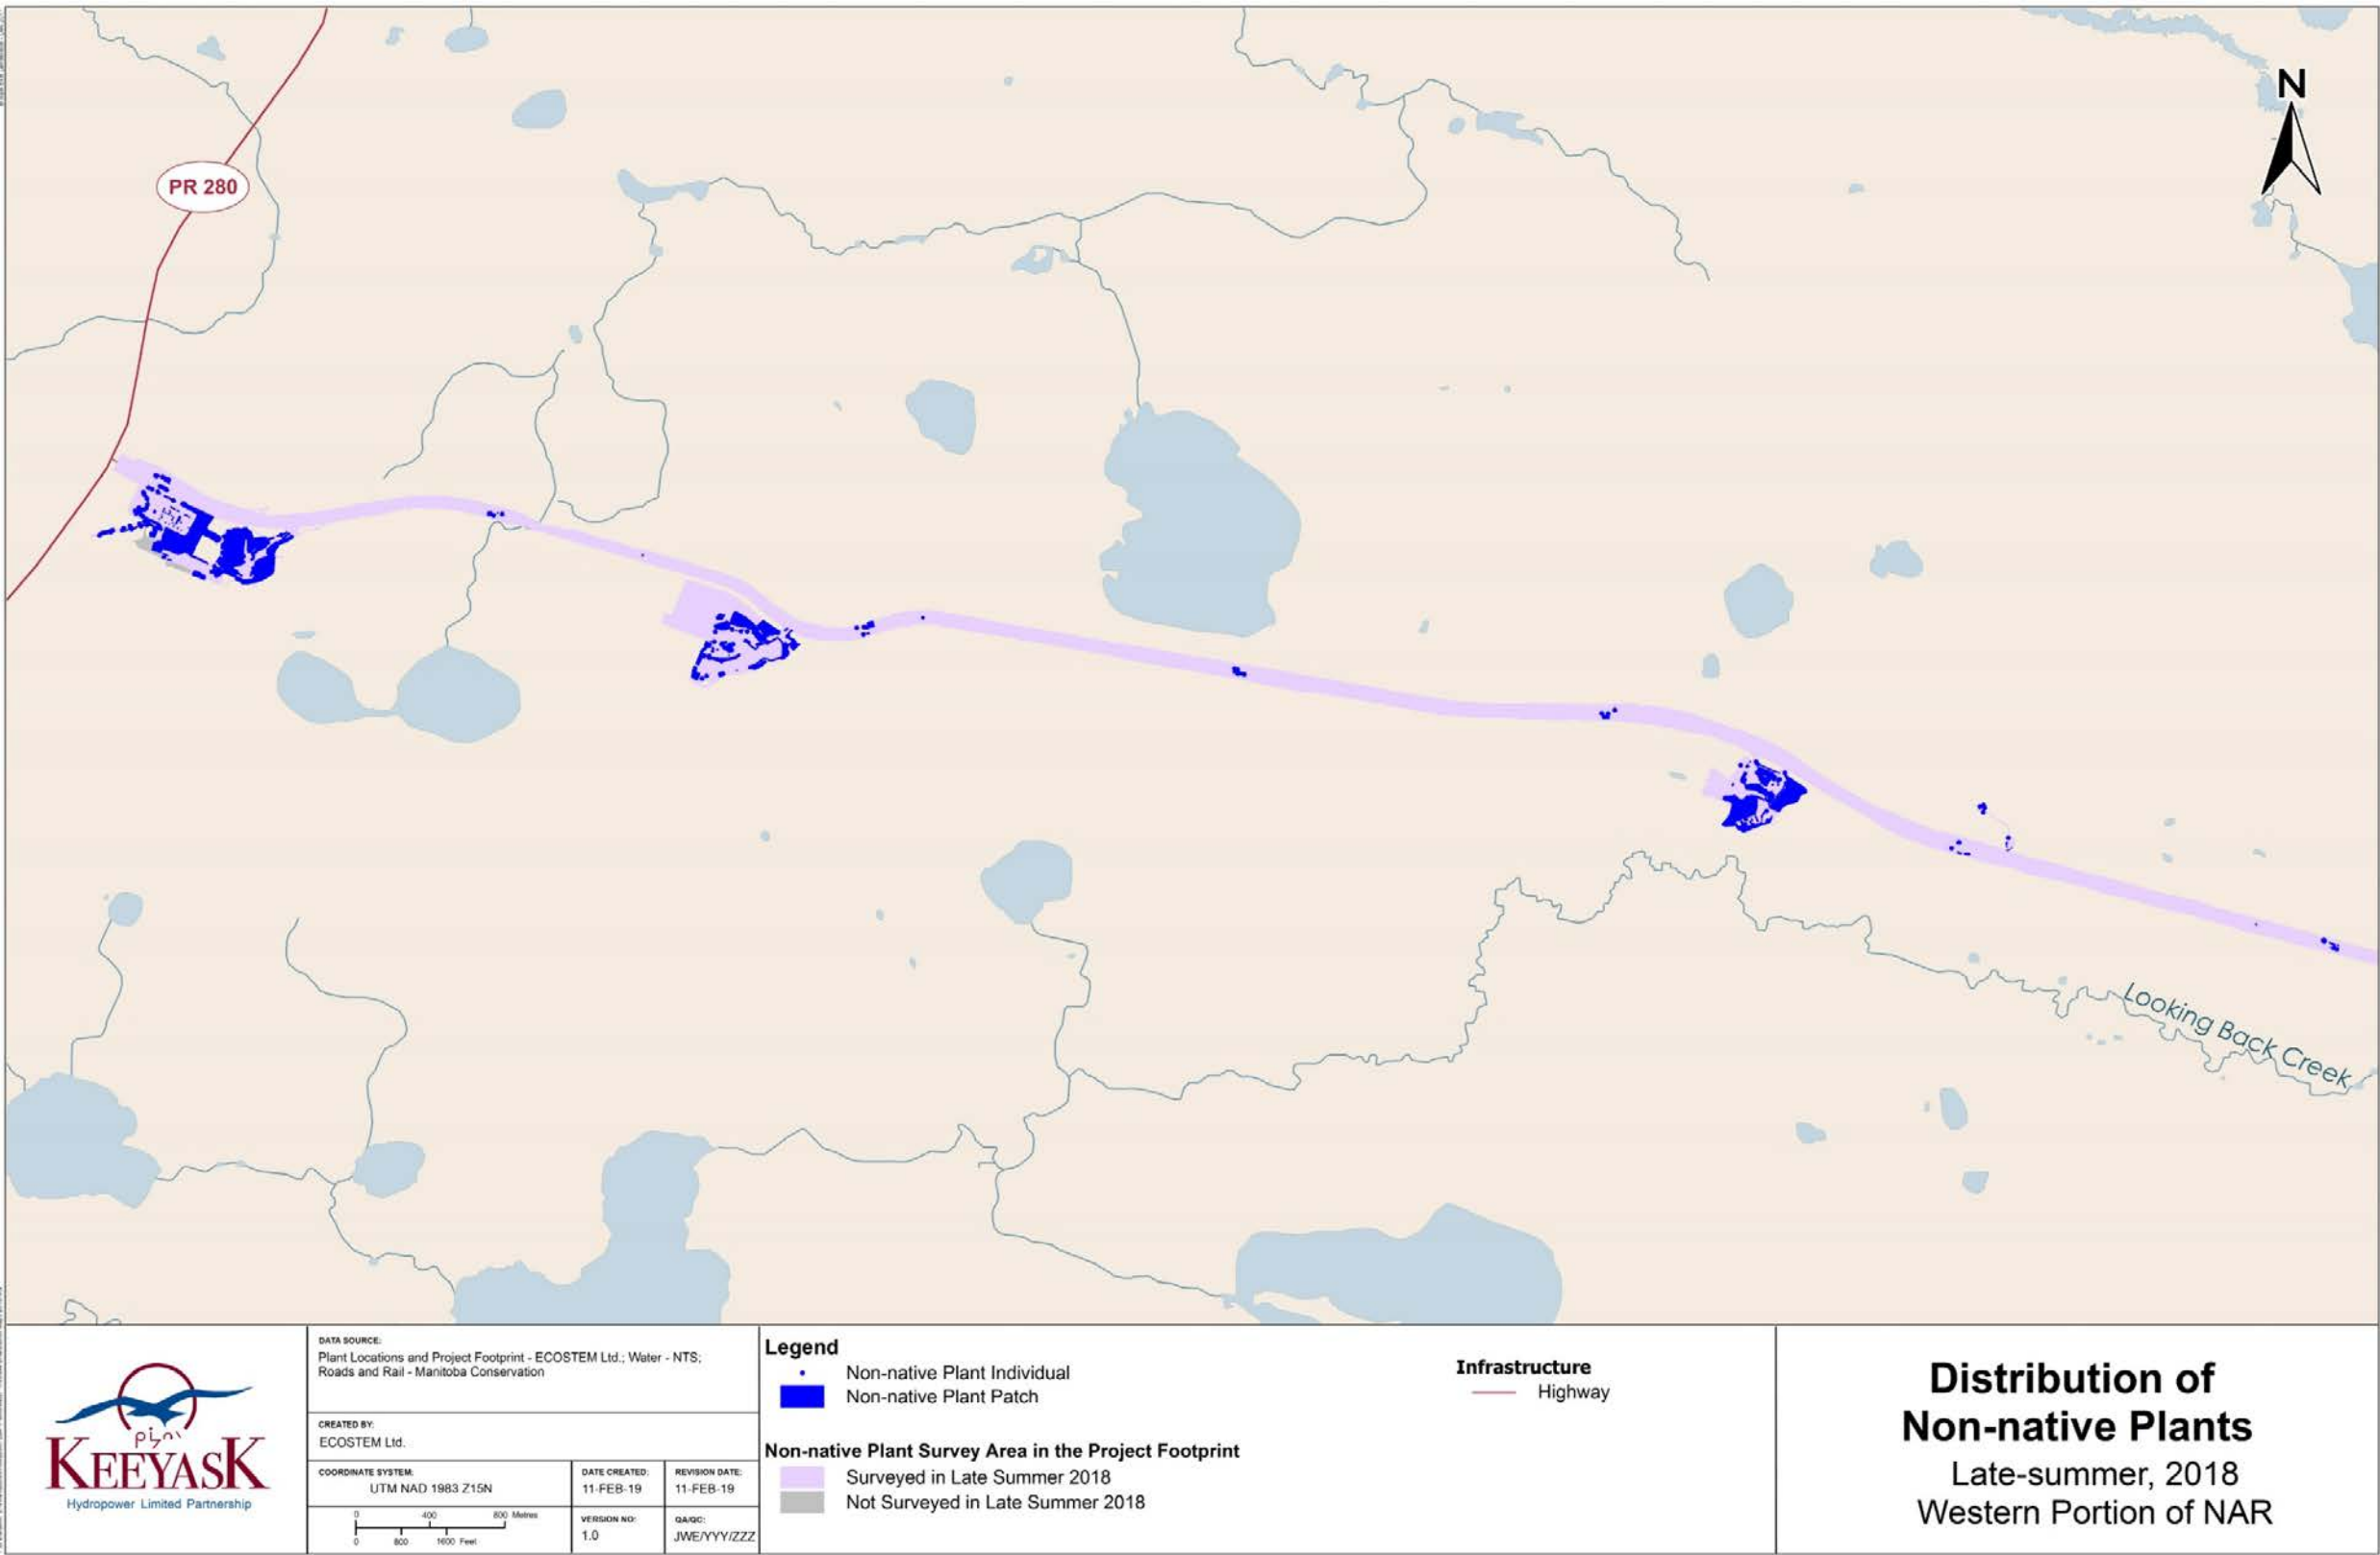 N
PR 280
Looking Back Creek
KEEYASK
Hydropower Limited Partnership
DATA SOURCE:
Plant Locations and Project Footprint - ECOSTEM Ltd.; Water - NTS;
Roads and Rail - Manitoba Conservation
CREATED BY:
ECOSTEM Ltd.
COORDINATE SYSTEM:
UTM NAD 1983 Z15N
DATE CREATED:
11-FEB-19
REVISION DATE:
11-FEB-19
0 400 800 Metres
0 800 1600 Feet
VERSION NO:
1.0
QA/QC:
JWE/YYY/ZZZ
Legend
Non-native Plant Individual
Non-native Plant Patch
Non-native Plant Survey Area in the Project Footprint
Surveyed in Late Summer 2018
Not Surveyed in Late Summer 2018
Infrastructure
Highway
Distribution of
Non-native Plants
Late-summer, 2018
Western Portion of NAR